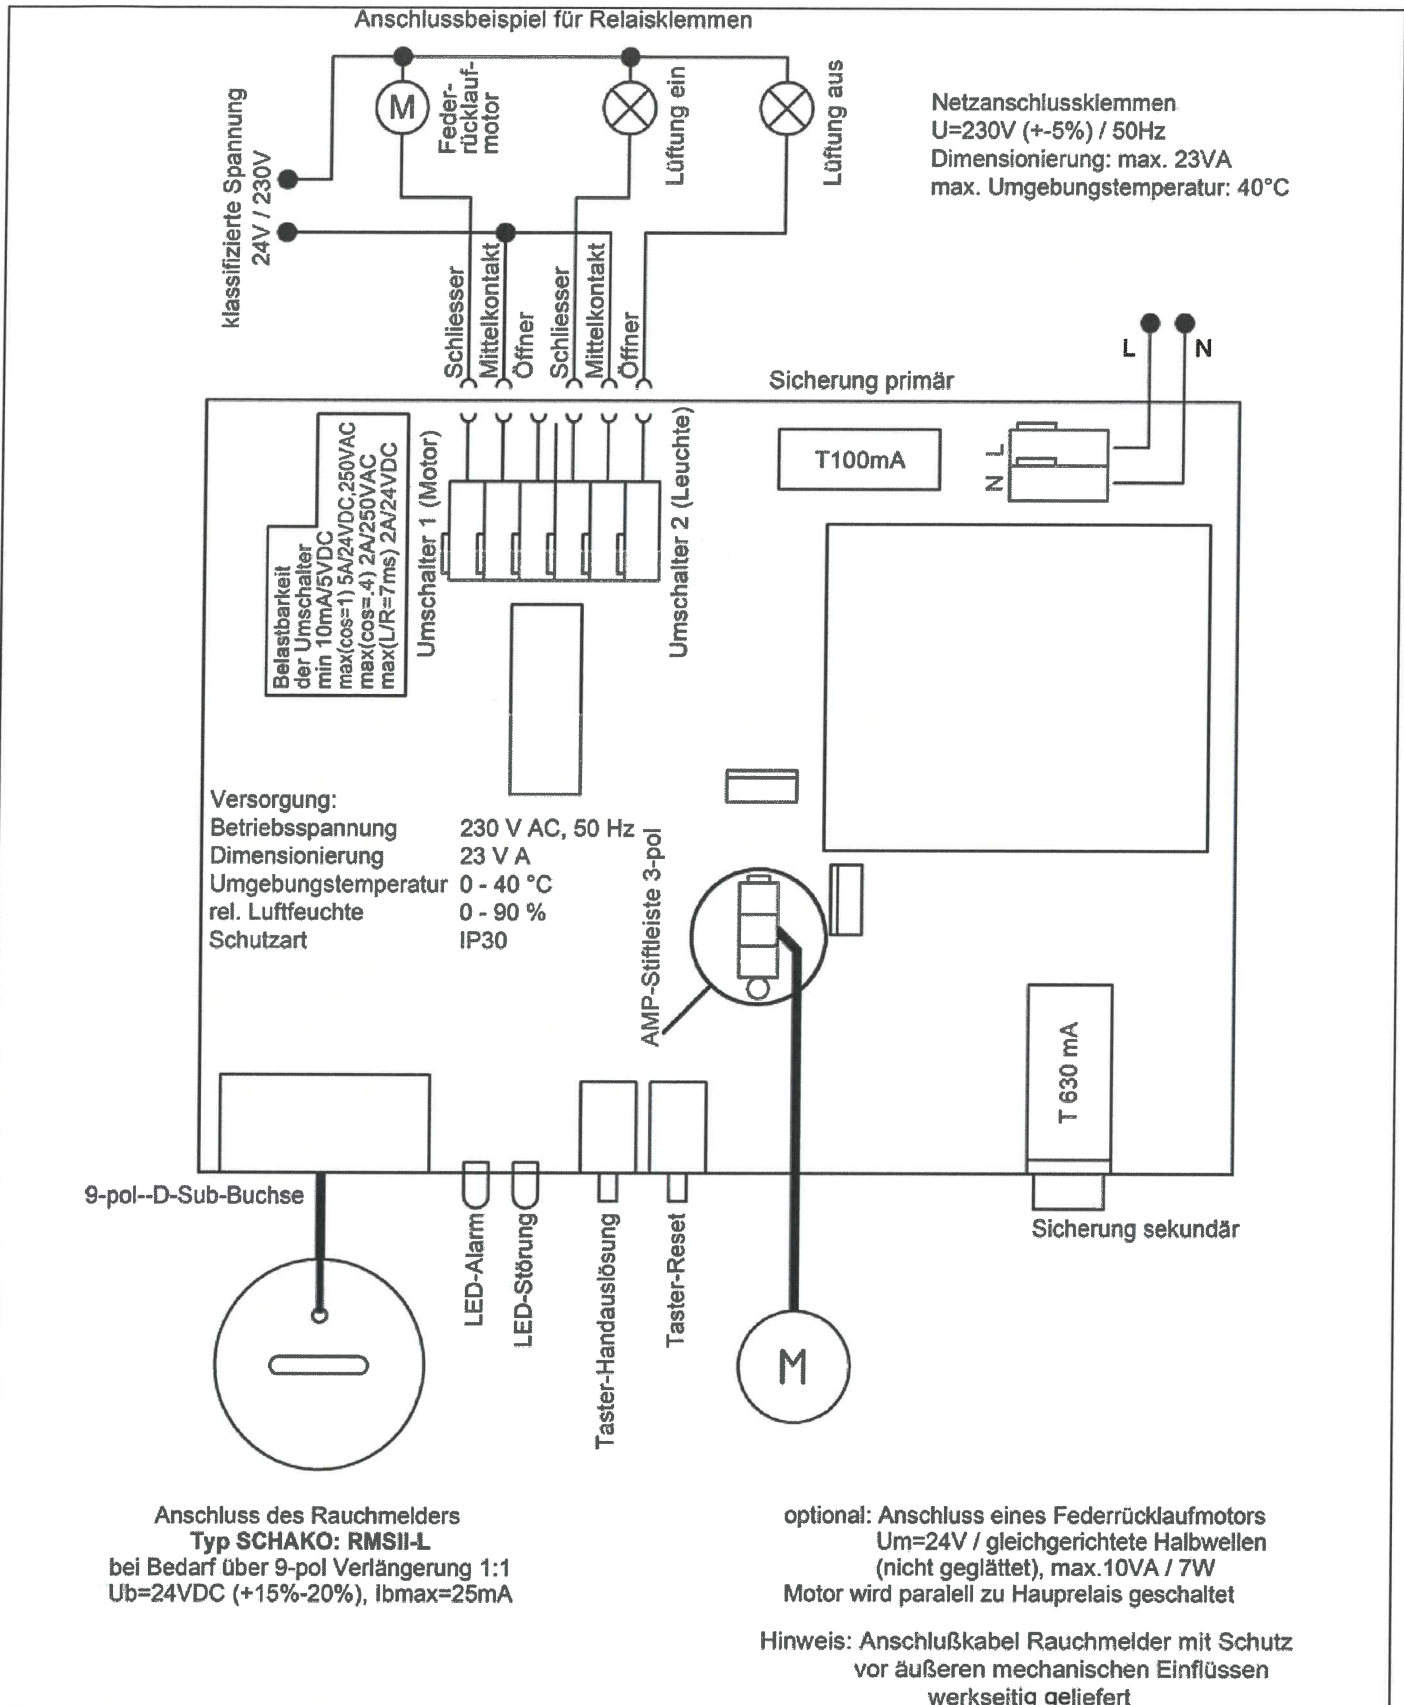 Anschlussbeispiel für Relaisklemmen
klassifizierte Spannung
24V / 230V
M
Feder-
rücklauf-
motor
Lüftung ein
Lüftung aus
Netzanschlussklemmen
U=230V (+-5%) / 50Hz
Dimensionierung: max. 23VA
max. Umgebungstemperatur: 40°C
Schliesser
Mittelkontakt
Öffner
Schliesser
Mittelkontakt
Öffner
L
N
Sicherung primär
T100mA
L
N
Belastbarkeit
der Umschalter
min 10mA/5VDC
max(cos=1) 5A/24VDC,250VAC
max(cos=.4) 2A/250VAC
max(L/R=7ms) 2A/24VDC
Umschalter 1 (Motor)
Umschalter 2 (Leuchte)
Versorgung:
Betriebsspannung 230 V AC, 50 Hz
Dimensionierung 23 V A
Umgebungstemperatur 0 - 40 °C
rel. Luftfeuchte 0 - 90 %
Schutzart IP30
AMP-Stiftleiste 3-pol
T 630 mA
9-pol--D-Sub-Buchse
LED-Alarm
LED-Störung
Taster-Handauslösung
Taster-Reset
Sicherung sekundär
M
Anschluss des Rauchmelders
Typ SCHAKO: RMSII-L
bei Bedarf über 9-pol Verlängerung 1:1
Ub=24VDC (+15%-20%), Ibmax=25mA
optional: Anschluss eines Federrücklaufmotors
Um=24V / gleichgerichtete Halbwellen
(nicht geglättet), max.10VA / 7W
Motor wird paralell zu Hauprelais geschaltet
Hinweis: Anschlußkabel Rauchmelder mit Schutz
vor äußeren mechanischen Einflüssen
werkseitig geliefert